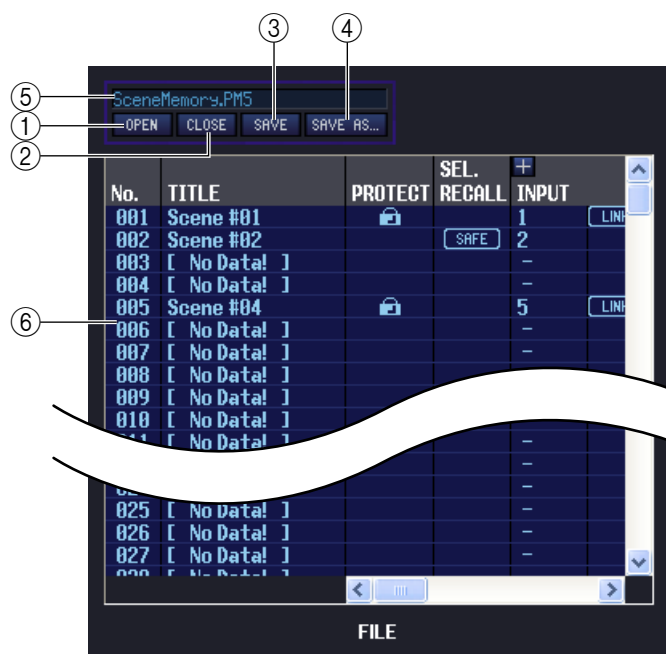 ③ ④
⑤ SceneMemory.PM5
① OPEN CLOSE SAVE SAVE AS...
②
SEL. +
No. TITLE PROTECT RECALL INPUT
001 Scene #01 1 LINK
002 Scene #02 SAFE 2
003 [ No Data! ] –
004 [ No Data! ] –
005 Scene #04 5 LINK
⑥ 006 [ No Data! ] –
007 [ No Data! ] –
008 [ No Data! ] –
009 [ No Data! ]
010 [ No Data! ]
011 [ No Data! ] –
–
–
025 [ No Data! ] –
026 [ No Data! ] –
027 [ No Data! ] –
FILE